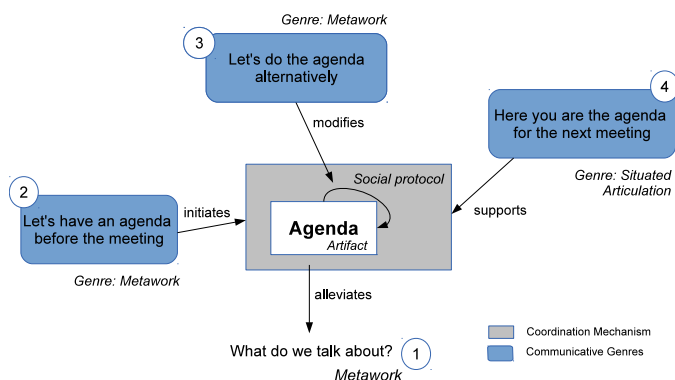 Genre: Metawork
3
Let's do the agenda
alternatively
4
Here you are the agenda
for the next meeting
Genre: Situated
Articulation
modifies
2
Let's have an agenda
before the meeting
Genre: Metawork
initiates
Social protocol
Agenda
Artifact
supports
alleviates
What do we talk about?
1
Metawork
Coordination Mechanism
Communicative Genres